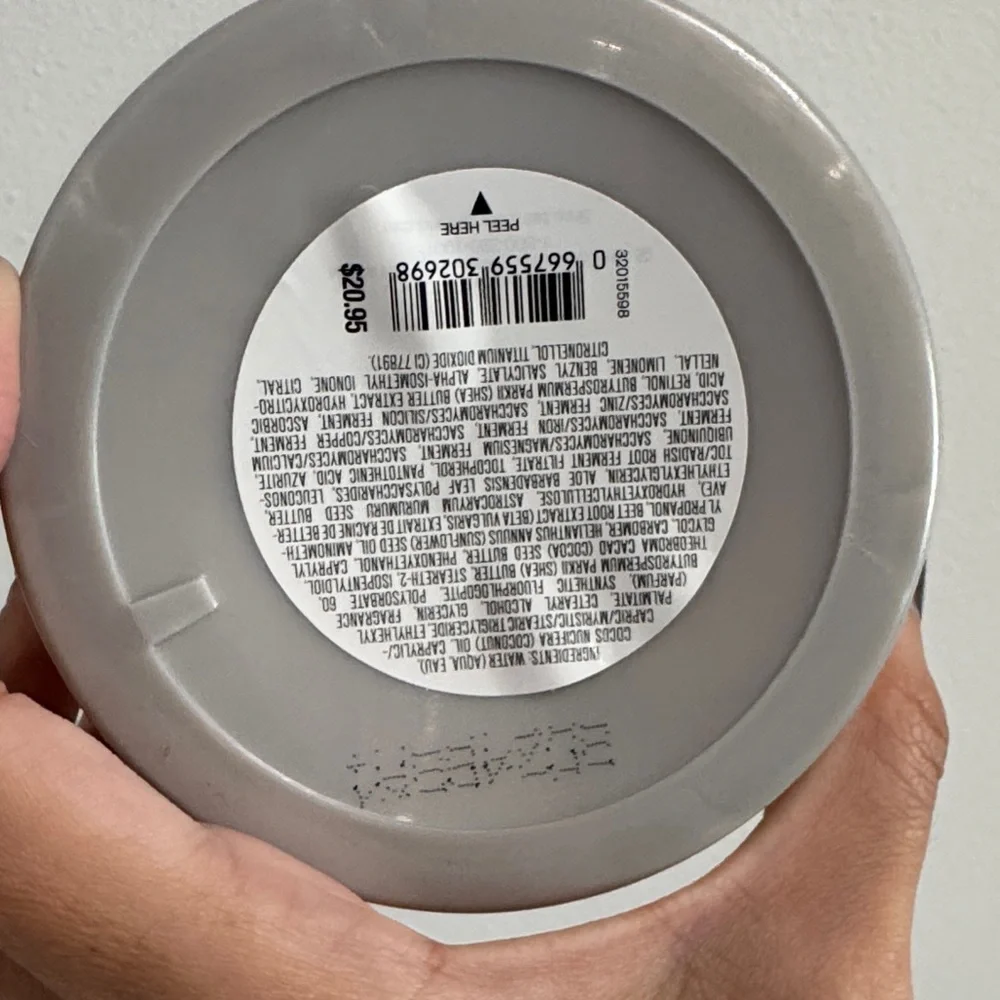 INGREDIENTS: WATER (AQUA, EAU),
COCOS NUCIFERA (COCONUT) OIL, CAPRYLIC/-
CAPRIC/MYRISTIC/STEARIC TRIGLYCERIDE, ETHYLHEXYL
PALMITATE, CETEARYL ALCOHOL, GLYCERIN, FRAGRANCE
(PARFUM), SYNTHETIC FLUORPHLOGOPITE, POLYSORBATE 60,
BUTYROSPERMUM PARKII (SHEA) BUTTER, STEARETH-2, ISOPENTYLDIOL,
THEOBROMA CACAO (COCOA) SEED BUTTER, PHENOXYETHANOL, CAPRYLYL
GLYCOL, CARBOMER, HELIANTHUS ANNUUS (SUNFLOWER) SEED OIL, AMINOMETH-
YL PROPANOL, BEET ROOT EXTRACT (BETA VULGARIS, EXTRAIT DE RACINE DE BETTER-
AVE), HYDROXYETHYLCELLULOSE, ASTROCARYUM MURUMURU SEED BUTTER,
ETHYLHEXYLGLYCERIN, ALOE BARBADENSIS LEAF POLYSACCHARIDES, LEUCONOS-
TOC/RADISH ROOT FERMENT FILTRATE, TOCOPHEROL, PANTOTHENIC ACID, AZURITE,
UBIQUINONE, SACCHAROMYCES/MAGNESIUM FERMENT, SACCHAROMYCES/CALCIUM
FERMENT, SACCHAROMYCES/IRON FERMENT, SACCHAROMYCES/COPPER FERMENT,
SACCHAROMYCES/ZINC FERMENT, SACCHAROMYCES/SILICON FERMENT, ASCORBIC
ACID, RETINOL, BUTYROSPERMUM PARKII (SHEA) BUTTER EXTRACT, HYDROXYCITRO-
NELLAL, LIMONENE, BENZYL SALICYLATE, ALPHA-ISOMETHYL IONONE, CITRAL,
CITRONELLOL, TITANIUM DIOXIDE (CI 77891).
32015598
0 667559 302698
$20.95
PEEL HERE